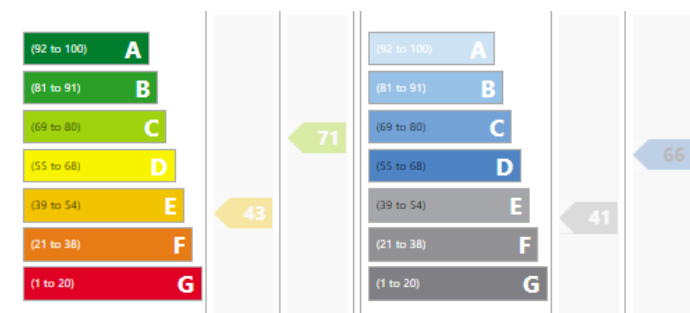 (92 to 100) A
(81 to 91) B
(69 to 80) C
(55 to 68) D
(39 to 54) E
(21 to 38) F
(1 to 20) G
43
71
(92 to 100) A
(81 to 91) B
(69 to 80) C
(55 to 68) D
(39 to 54) E
(21 to 38) F
(1 to 20) G
41
66